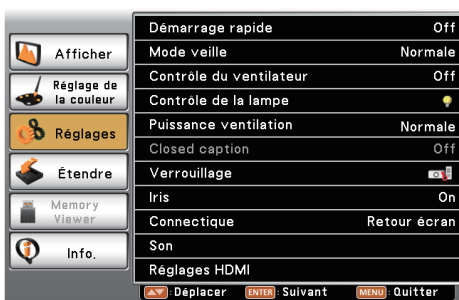 Afficher
Réglage de
la couleur
Réglages
Étendre
Memory
Viewer
Info.
Démarrage rapide Off
Mode veille Normale
Contrôle du ventilateur Off
Contrôle de la lampe
Puissance ventilation Normale
Closed caption Off
Verrouillage
Iris On
Connectique Retour écran
Son
Réglages HDMI
Déplacer ENTER : Suivant MENU : Quitter